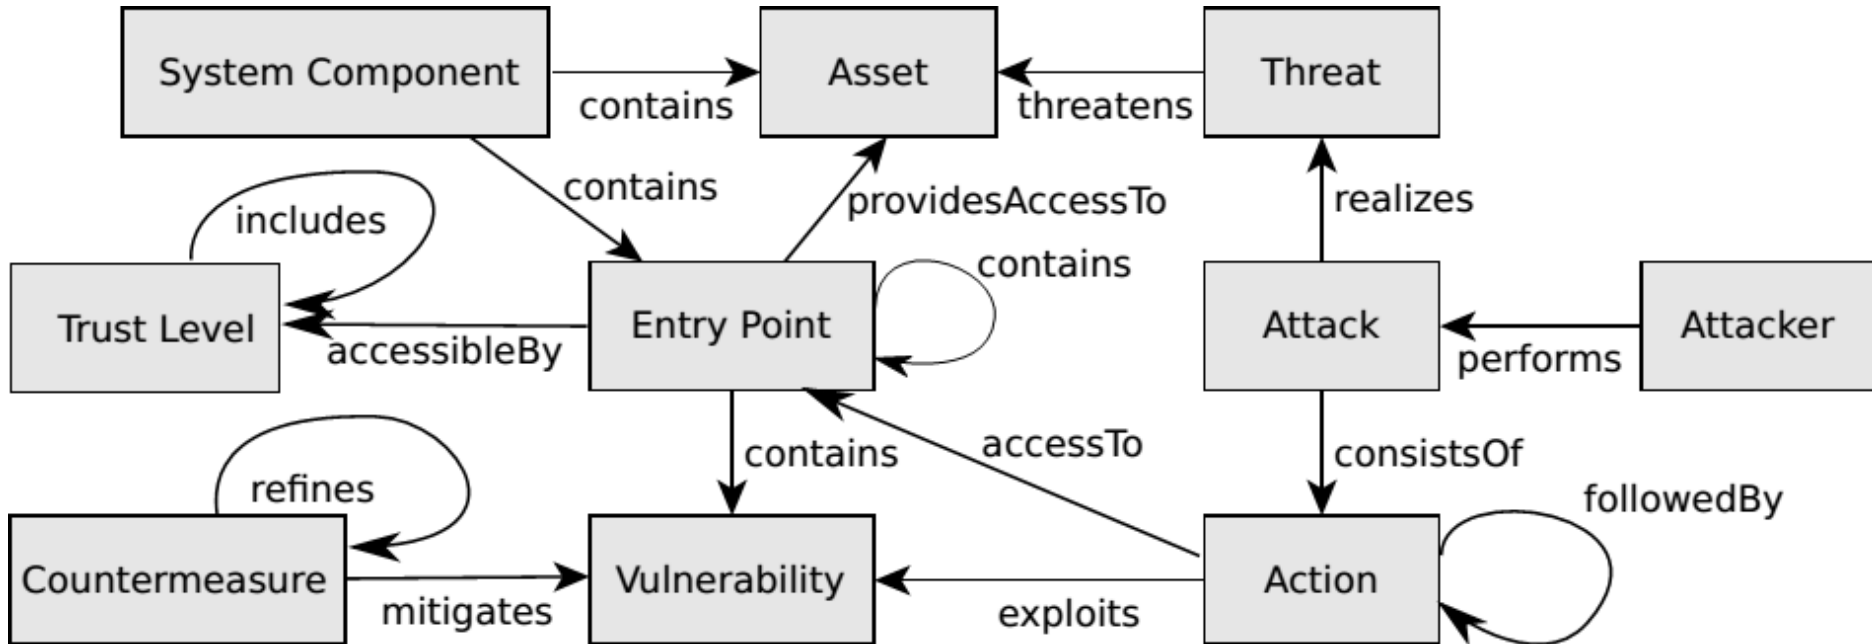 System Component
Asset
Threat
contains
threatens
contains
providesAccessTo
realizes
includes
contains
Trust Level
Entry Point
Attack
Attacker
accessibleBy
performs
contains
accessTo
consistsOf
refines
followedBy
Countermeasure
Vulnerability
Action
mitigates
exploits